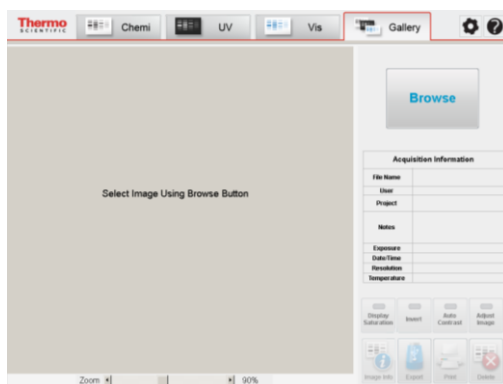 Thermo
SCIENTIFIC
Chemi
UV
Vis
Gallery
Browse
Select Image Using Browse Button
Acquisition Information
File Name
User
Project
Notes
Exposure
Date/Time
Resolution
Temperature
Display
Saturation
Invert
Auto
Contrast
Adjust
Image
Image Info
Export
Print
Delete
Zoom
90%